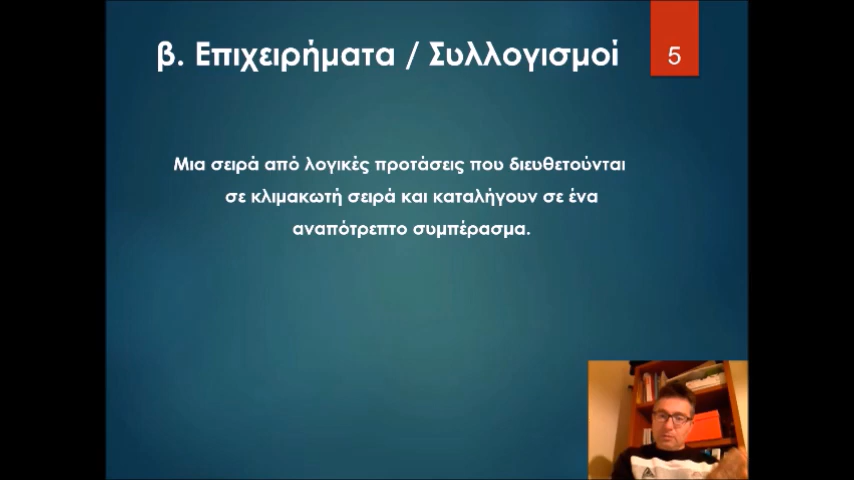 β. Επιχειρήματα / Συλλογισμοί
5
Μια σειρά από λογικές προτάσεις που διευθετούνται
σε κλιμακωτή σειρά και καταλήγουν σε ένα
αναπότρεπτο συμπέρασμα.